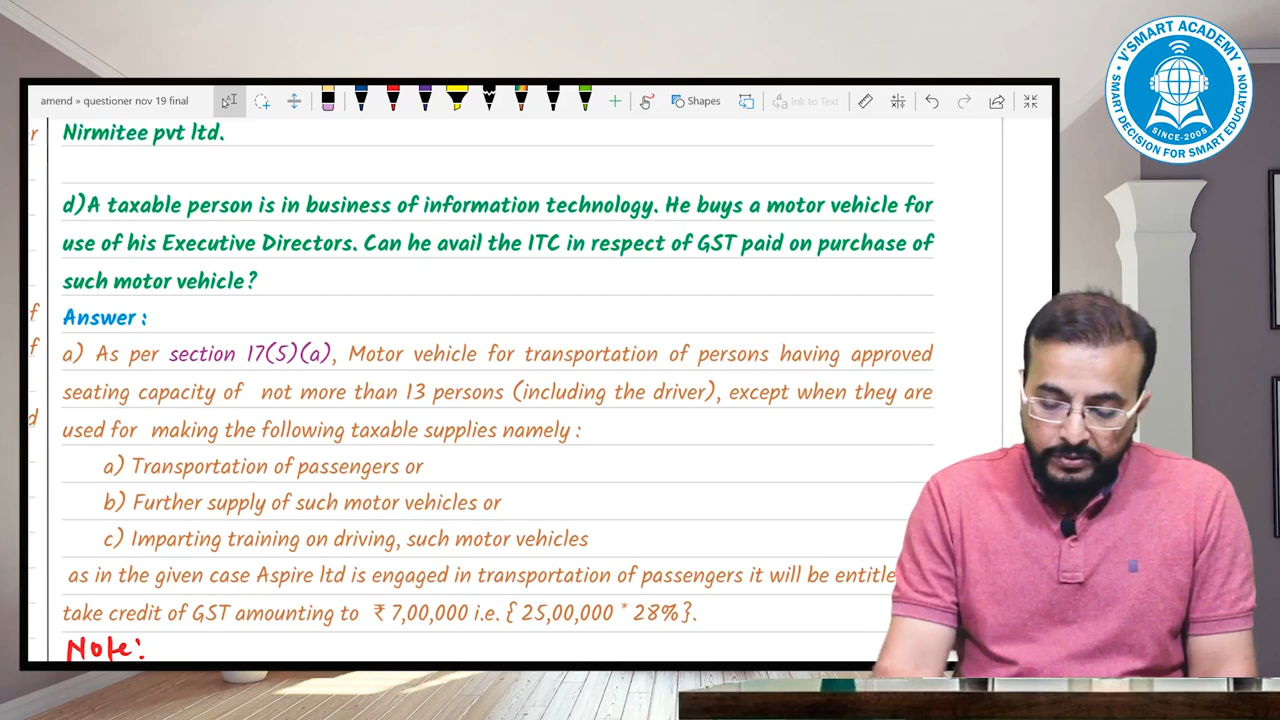 V'SMART ACADEMY
SMART DECISION FOR SMART EDUCATION
SINCE-2005
amend » questioner nov 19 final
Shapes
Ink to Text
r
Nirmitee pvt ltd.
d)A taxable person is in business of information technology. He buys a motor vehicle for
use of his Executive Directors. Can he avail the ITC in respect of GST paid on purchase of
such motor vehicle?
f
Answer :
f
a) As per section 17(5)(a), Motor vehicle for transportation of persons having approved
seating capacity of not more than 13 persons (including the driver), except when they are
d
used for making the following taxable supplies namely :
a) Transportation of passengers or
b) Further supply of such motor vehicles or
c) Imparting training on driving, such motor vehicles
as in the given case Aspire ltd is engaged in transportation of passengers it will be entitle
take credit of GST amounting to ₹ 7,00,000 i.e. { 25,00,000 * 28% }.
Note: